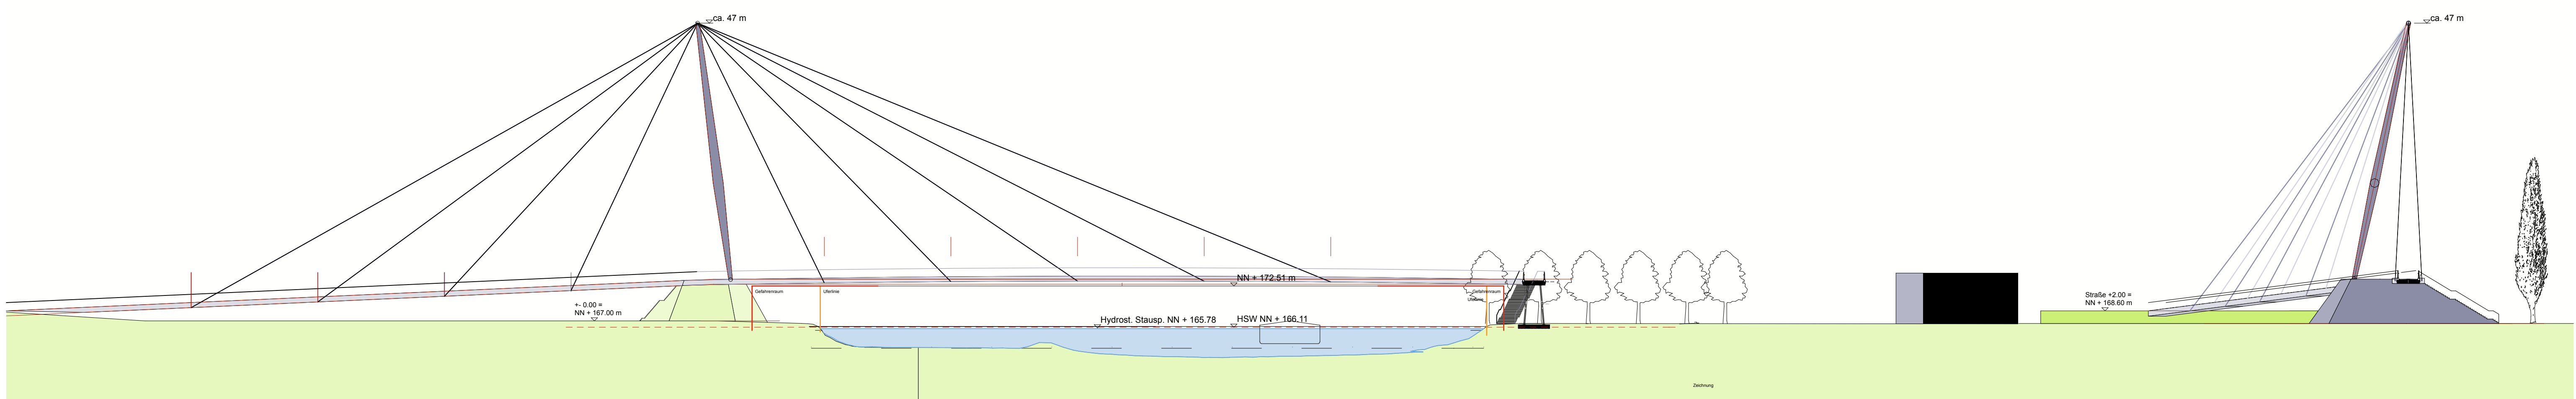 ca. 47 m
ca. 47 m
NN + 172.51 m
Gefahrenraum
Uferlinie
Gefahrenraum
Uferlinie
+- 0.00 =
NN + 167.00 m
Straße +2.00 =
NN + 168.60 m
Hydrost. Stausp. NN + 165.78
HSW NN + 166.11
Zeichnung